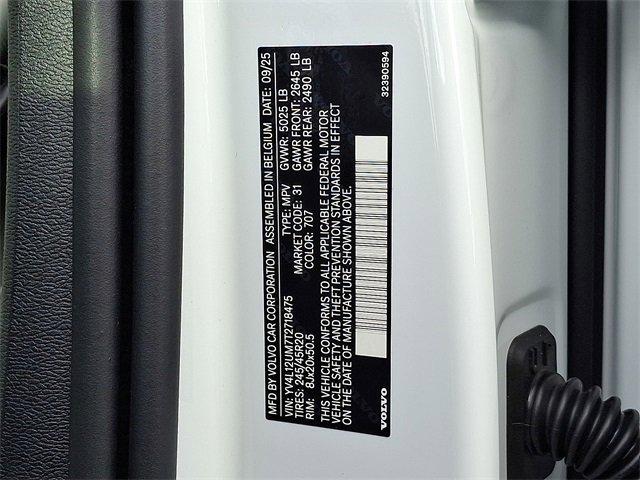 MFD BY VOLVO CAR CORPORATION ASSEMBLED IN BELGIUM DATE: 09/25
VIN: YV4L12UM7T2718475 TYPE: MPV GVWR: 5025 LB
TIRES: 245/45R20 MARKET CODE: 31 GAWR FRONT: 2645 LB
RIM: 8Jx20x50.5 COLOR: 707 GAWR REAR: 2490 LB
THIS VEHICLE CONFORMS TO ALL APPLICABLE FEDERAL MOTOR
VEHICLE SAFETY AND THEFT PREVENTION STANDARDS IN EFFECT
ON THE DATE OF MANUFACTURE SHOWN ABOVE.
VOLVO
32390594